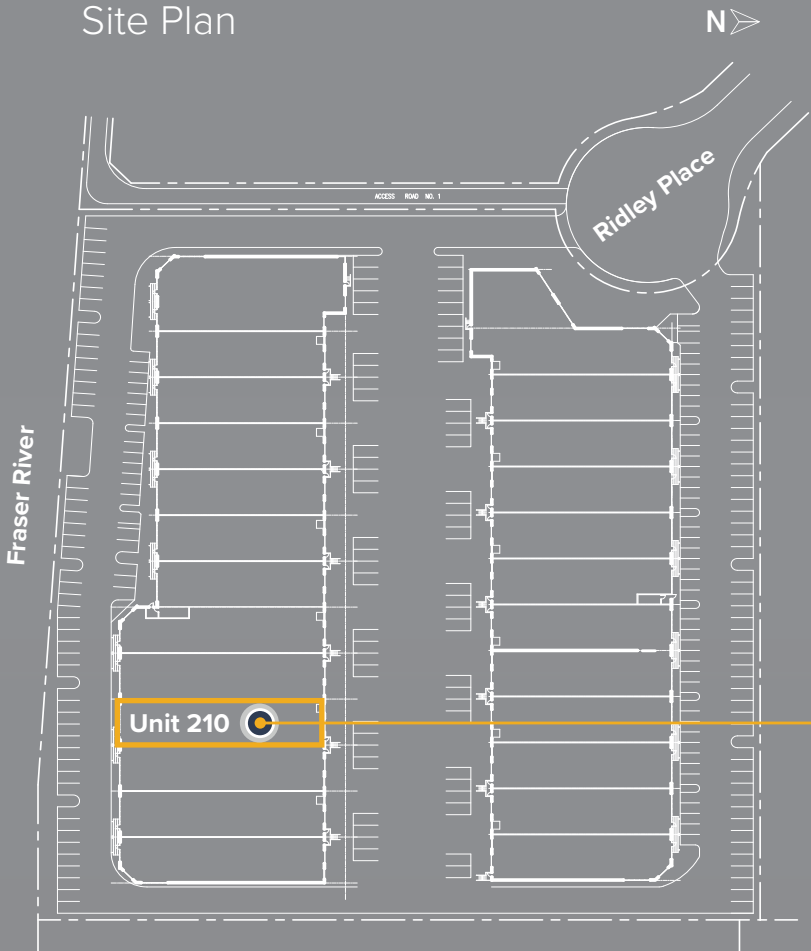 Site Plan
N
ACCESS ROAD NO. 1
Ridley Place
Fraser River
Unit 210